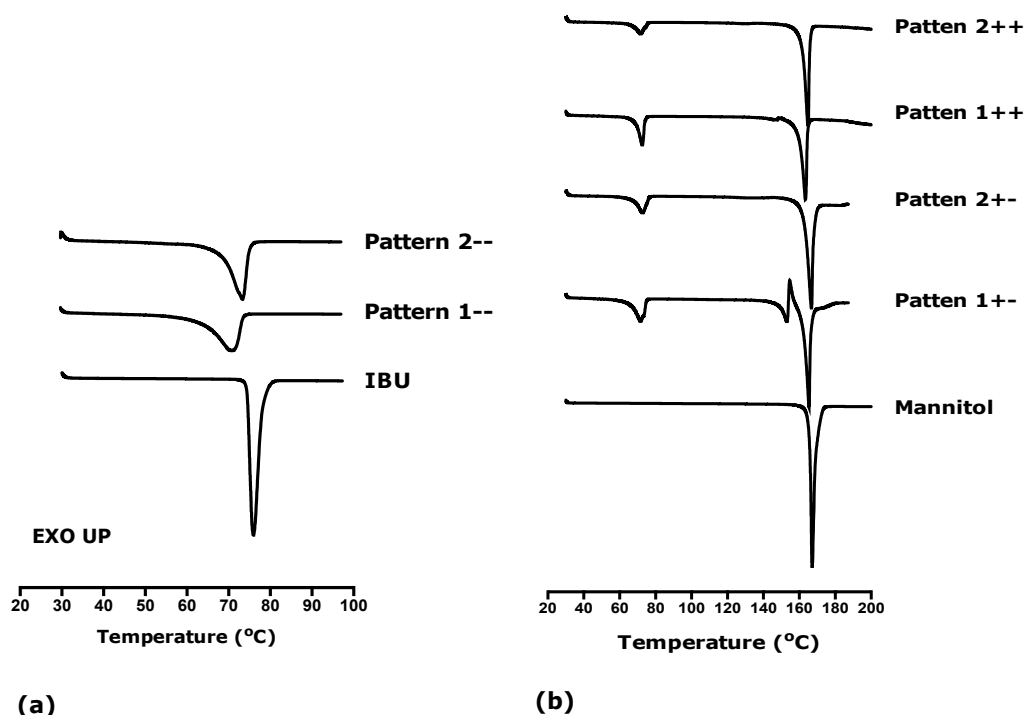 Pattern 2--
Pattern 1--
IBU
EXO UP
20 30 40 50 60 70 80 90 100
Temperature (°C)
(a)
Patten 2++
Patten 1++
Patten 2+-
Patten 1+-
Mannitol
20 40 60 80 100 120 140 160 180 200
Temperature (°C)
(b)